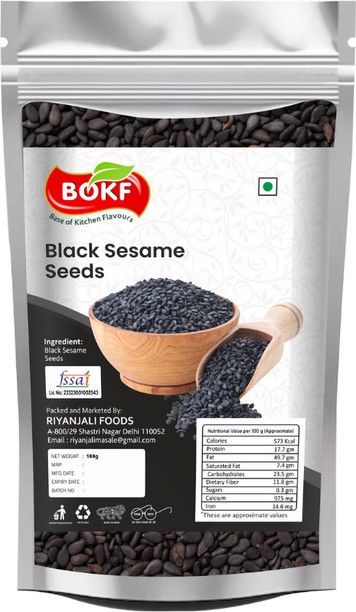 BOKF
Base of Kitchen Flavours
Black Sesame
Seeds
Ingredient:
Black Sesame
Seeds
fssai
Lic No. 23323001003543
Packed and Marketed By:
RIYANJALI FOODS
A-800/29 Shastri Nagar Delhi 110052
Email : riyanjalimasale@gmail.com
NET WEIGHT : 100g
MRP :
MFG DATE :
EXPIRY DATE :
BATCH NO :
Nutritional Value per 100 g (Approximate)
Calories 573 Kcal
Protein 17.7 gm
Fat 49.7 gm
Saturated Fat 7.4 gm
Carbohydrates 23.5 gm
Dietary Fiber 11.8 gm
Sugars 0.3 gm
Calcium 975 mg
Iron 14.6 mg
*These are approximate values